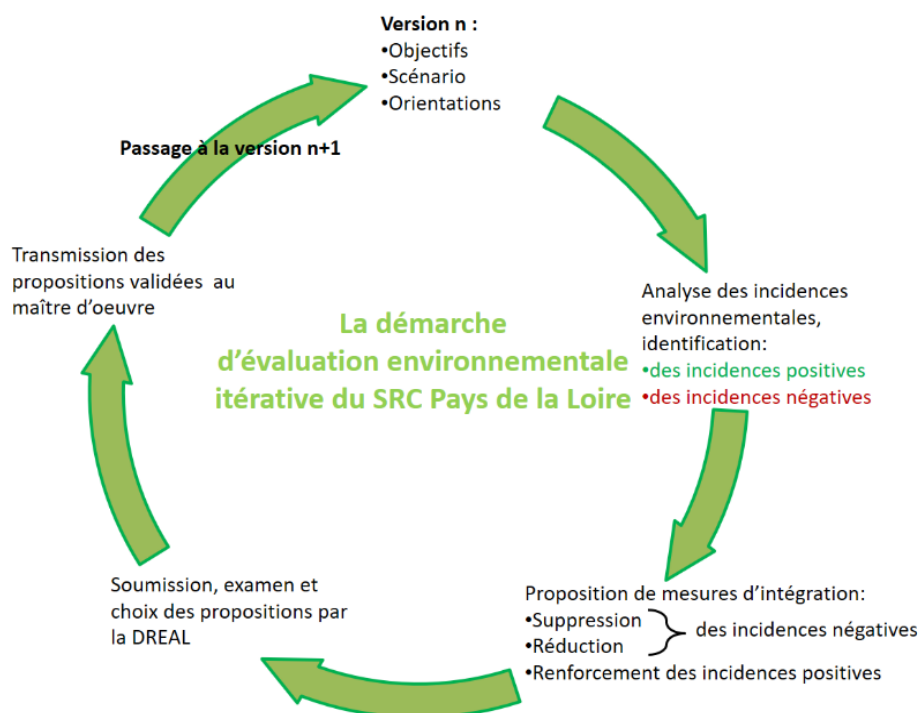 Version n :
•Objectifs
•Scénario
•Orientations
Passage à la version n+1
Transmission des
propositions validées au
maître d'oeuvre
La démarche
d'évaluation environnementale
itérative du SRC Pays de la Loire
Analyse des incidences
environnementales,
identification:
•des incidences positives
•des incidences négatives
Soumission, examen et
choix des propositions par
la DREAL
Proposition de mesures d'intégration:
•Suppression
•Réduction
des incidences négatives
•Renforcement des incidences positives